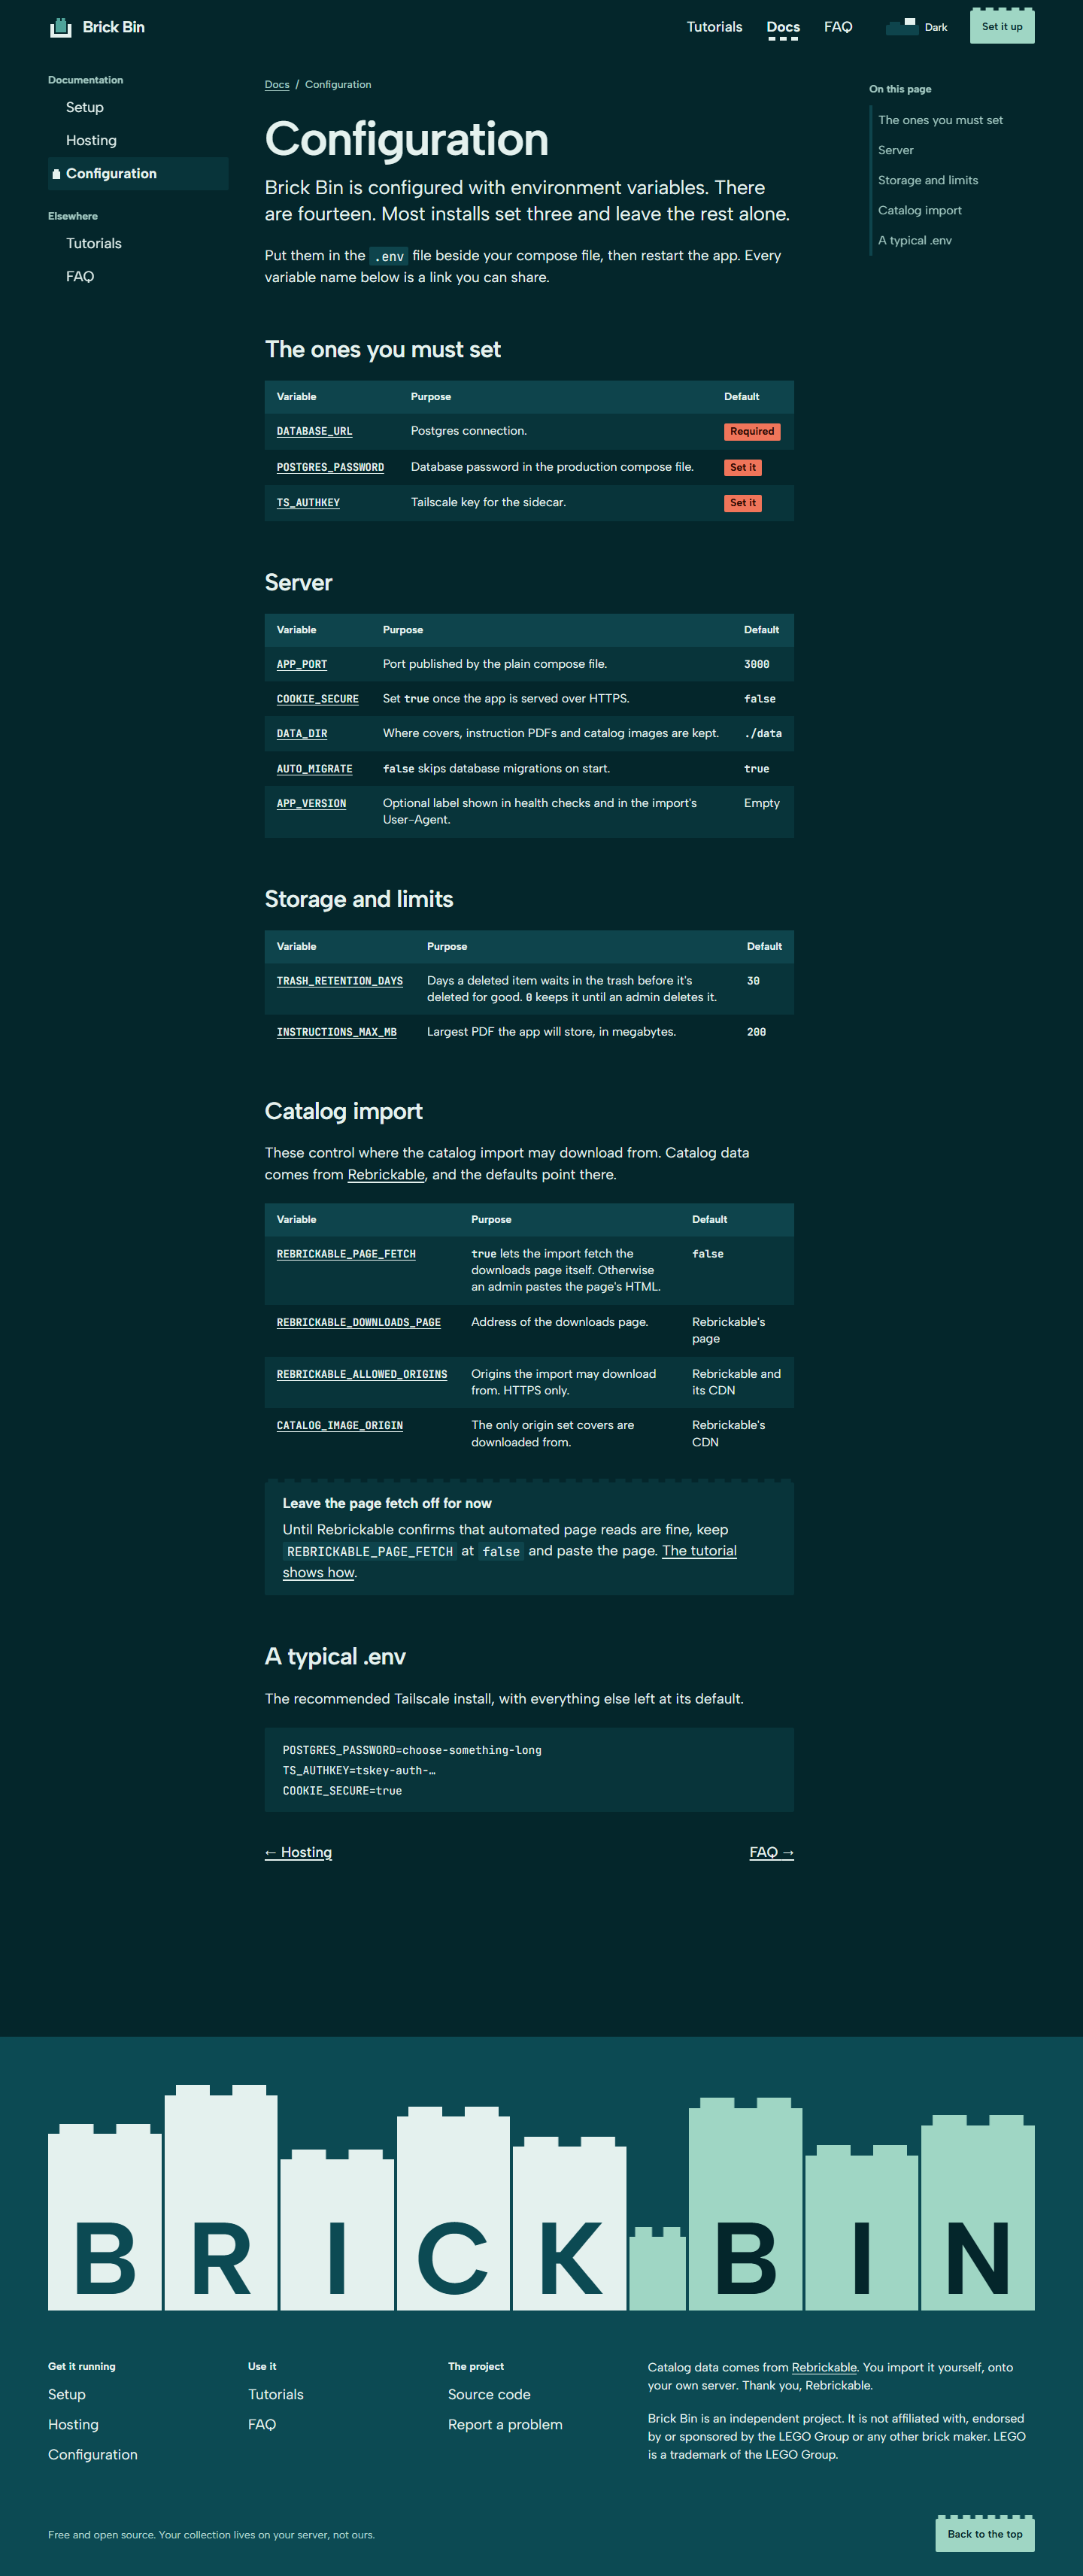 Brick Bin
Tutorials
Docs
FAQ
Dark
Set it up
Documentation
Setup
Hosting
Configuration
Elsewhere
Tutorials
FAQ
Docs / Configuration
Configuration
Brick Bin is configured with environment variables. There
are fourteen. Most installs set three and leave the rest alone.
Put them in the .env file beside your compose file, then restart the app. Every
variable name below is a link you can share.
On this page
The ones you must set
Server
Storage and limits
Catalog import
A typical .env
The ones you must set
Variable Purpose Default
DATABASE_URL Postgres connection. Required
POSTGRES_PASSWORD Database password in the production compose file. Set it
TS_AUTHKEY Tailscale key for the sidecar. Set it
Server
Variable Purpose Default
APP_PORT Port published by the plain compose file. 3000
COOKIE_SECURE Set true once the app is served over HTTPS. false
DATA_DIR Where covers, instruction PDFs and catalog images are kept. ./data
AUTO_MIGRATE false skips database migrations on start. true
APP_VERSION Optional label shown in health checks and in the import's Empty
User-Agent.
Storage and limits
Variable Purpose Default
TRASH_RETENTION_DAYS Days a deleted item waits in the trash before it's 30
deleted for good. 0 keeps it until an admin deletes it.
INSTRUCTIONS_MAX_MB Largest PDF the app will store, in megabytes. 200
Catalog import
These control where the catalog import may download from. Catalog data
comes from Rebrickable, and the defaults point there.
Variable Purpose Default
REBRICKABLE_PAGE_FETCH true lets the import fetch the false
downloads page itself. Otherwise
an admin pastes the page's HTML.
REBRICKABLE_DOWNLOADS_PAGE Address of the downloads page. Rebrickable's
page
REBRICKABLE_ALLOWED_ORIGINS Origins the import may download Rebrickable and
from. HTTPS only. its CDN
CATALOG_IMAGE_ORIGIN The only origin set covers are Rebrickable's
downloaded from. CDN
Leave the page fetch off for now
Until Rebrickable confirms that automated page reads are fine, keep
REBRICKABLE_PAGE_FETCH at false and paste the page. The tutorial
shows how.
A typical .env
The recommended Tailscale install, with everything else left at its default.
POSTGRES_PASSWORD=choose-something-long
TS_AUTHKEY=tskey-auth-…
COOKIE_SECURE=true
← Hosting
FAQ →
BRICK BIN
Get it running
Setup
Hosting
Configuration
Use it
Tutorials
FAQ
The project
Source code
Report a problem
Catalog data comes from Rebrickable. You import it yourself, onto
your own server. Thank you, Rebrickable.
Brick Bin is an independent project. It is not affiliated with, endorsed
by or sponsored by the LEGO Group or any other brick maker. LEGO
is a trademark of the LEGO Group.
Free and open source. Your collection lives on your server, not ours.
Back to the top